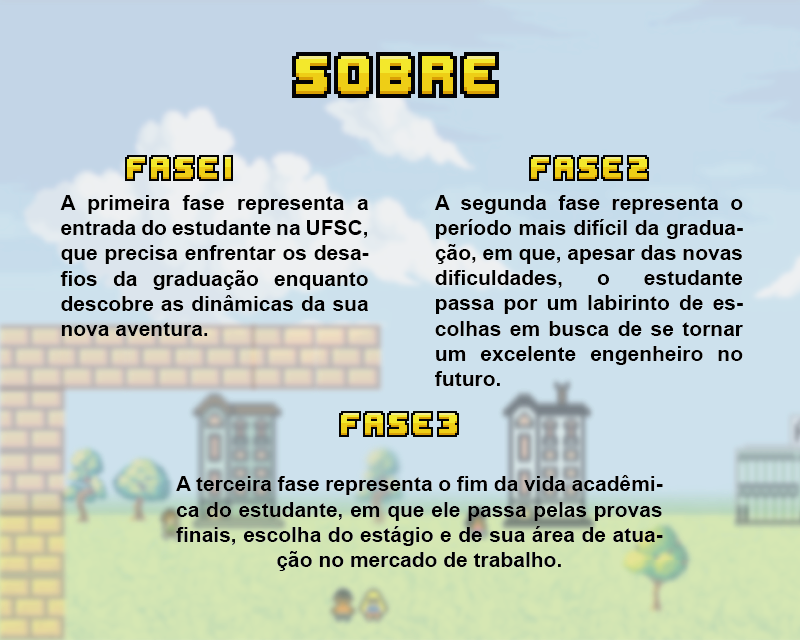 SOBRE
FASE1
A primeira fase representa a
entrada do estudante na UFSC,
que precisa enfrentar os desa-
fios da graduação enquanto
descobre as dinâmicas da sua
nova aventura.
FASE2
A segunda fase representa o
período mais difícil da gradua-
ção, em que, apesar das novas
dificuldades, o estudante
passa por um labirinto de es-
colhas em busca de se tornar
um excelente engenheiro no
futuro.
FASE3
A terceira fase representa o fim da vida acadêmi-
ca do estudante, em que ele passa pelas provas
finais, escolha do estágio e de sua área de atua-
ção no mercado de trabalho.